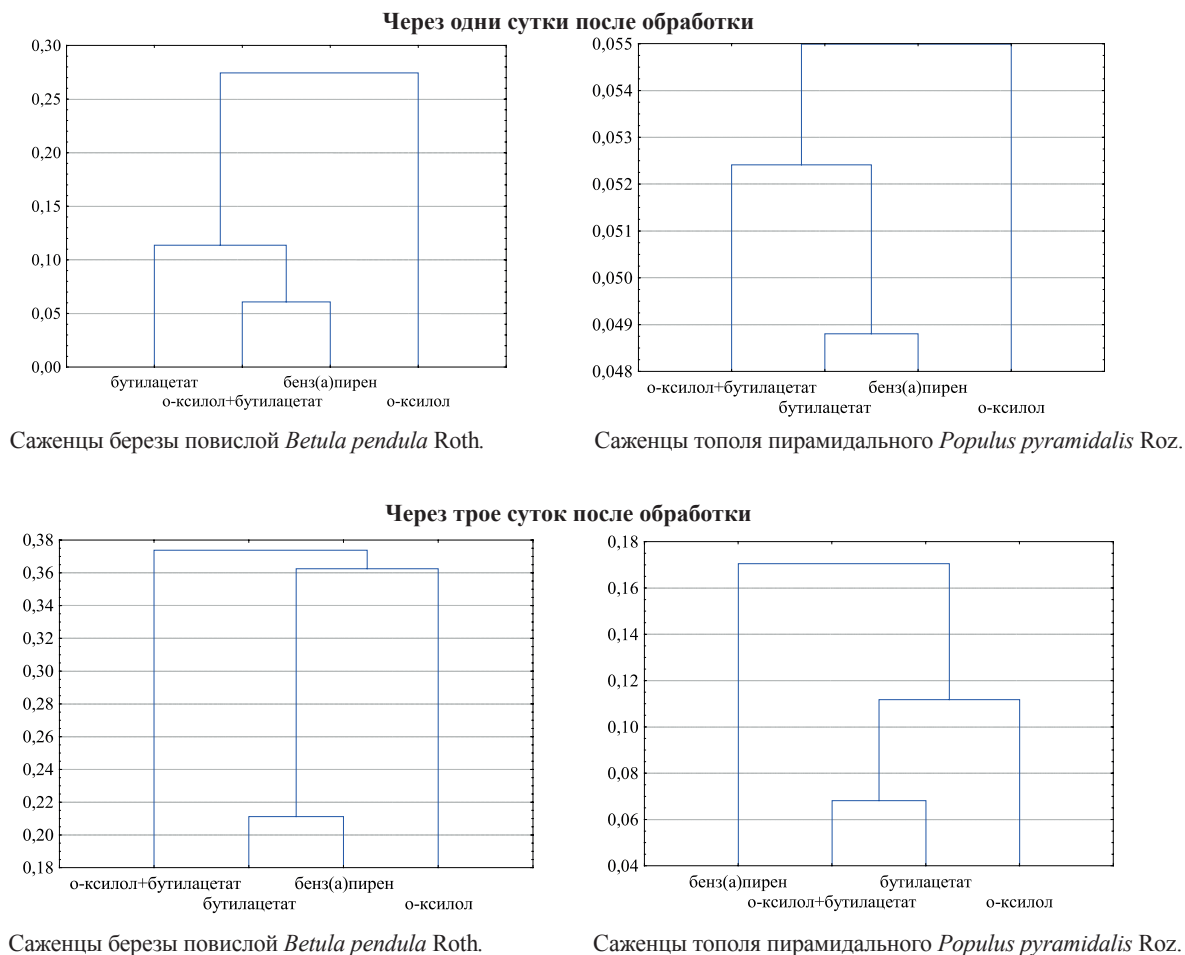 Через одни сутки после обработки
0,30
0,25
0,20
0,15
0,10
0,05
0,00
бутилацетат
бенз(а)пирен
о-ксилол+бутилацетат
о-ксилол
Саженцы березы повислой Betula pendula Roth.
0,055
0,054
0,053
0,052
0,051
0,050
0,049
0,048
о-ксилол+бутилацетат
бенз(а)пирен
бутилацетат
о-ксилол
Саженцы тополя пирамидального Populus pyramidalis Roz.
Через трое суток после обработки
0,38
0,36
0,34
0,32
0,30
0,28
0,26
0,24
0,22
0,20
0,18
о-ксилол+бутилацетат
бенз(а)пирен
бутилацетат
о-ксилол
Саженцы березы повислой Betula pendula Roth.
0,18
0,16
0,14
0,12
0,10
0,08
0,06
0,04
бенз(а)пирен
бутилацетат
о-ксилол+бутилацетат
о-ксилол
Саженцы тополя пирамидального Populus pyramidalis Roz.